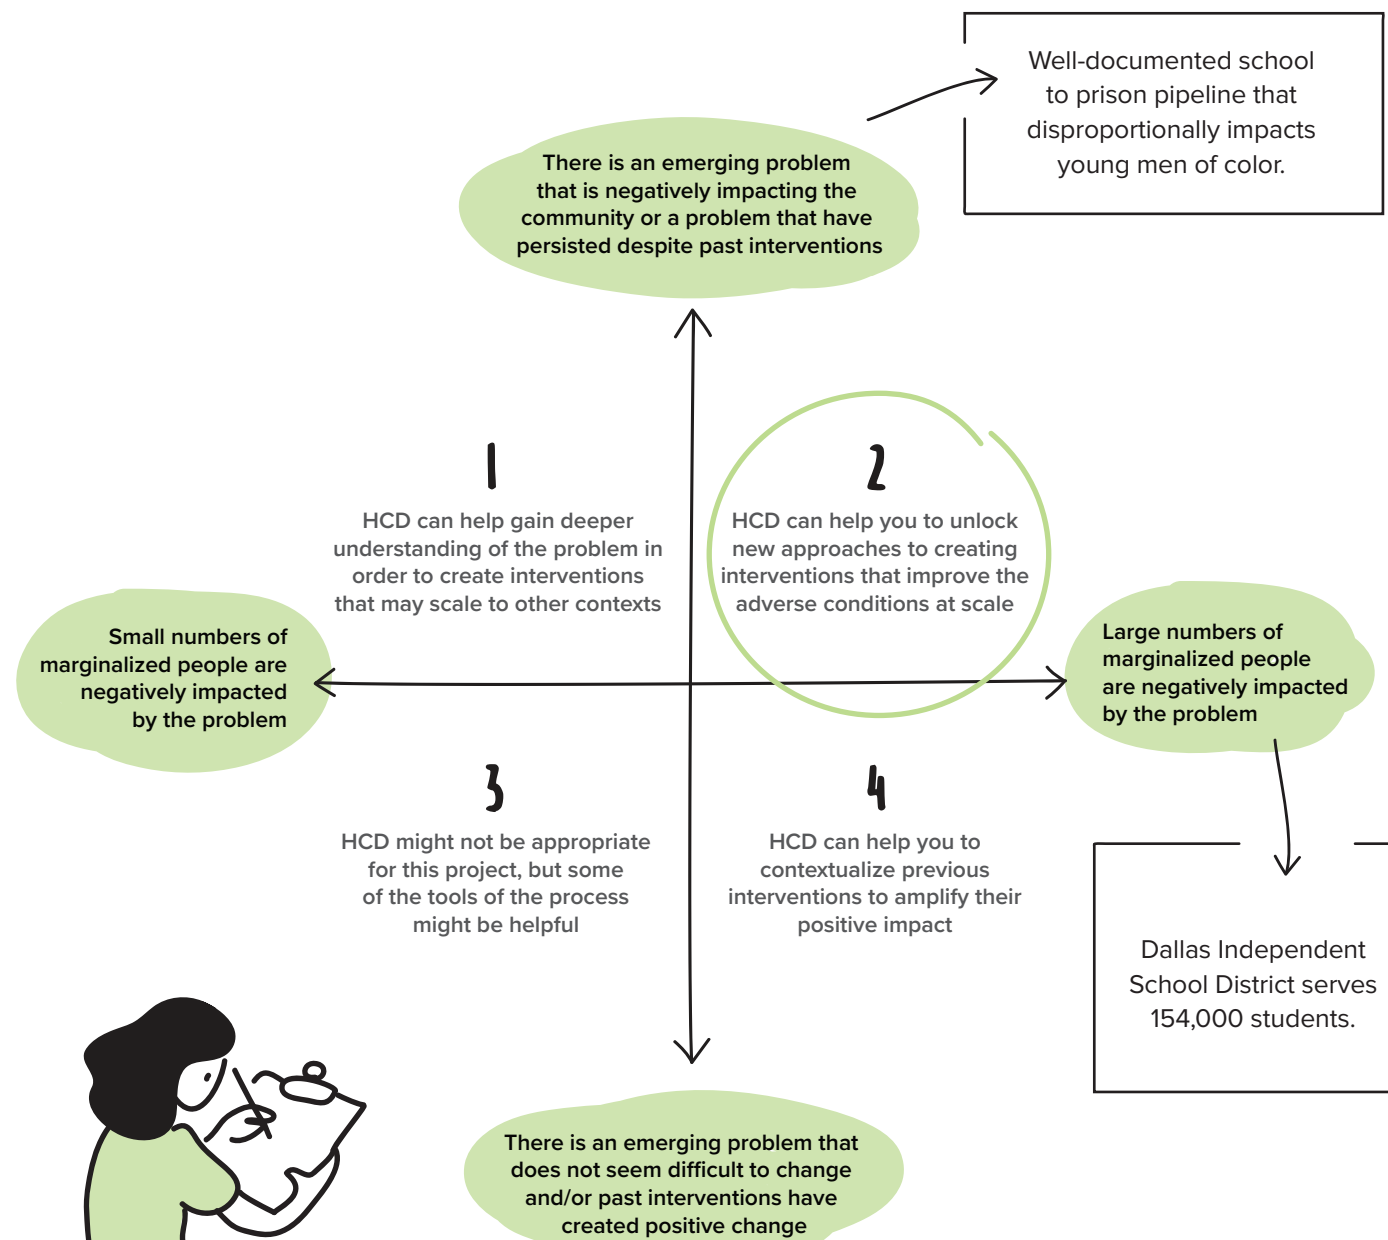 Well-documented school
to prison pipeline that
disproportionally impacts
young men of color.
There is an emerging problem
that is negatively impacting the
community or a problem that have
persisted despite past interventions
1
HCD can help gain deeper
understanding of the problem in
order to create interventions
that may scale to other contexts
2
HCD can help you to unlock
new approaches to creating
interventions that improve the
adverse conditions at scale
Small numbers of
marginalized people are
negatively impacted
by the problem
Large numbers of
marginalized people
are negatively impacted
by the problem
3
HCD might not be appropriate
for this project, but some
of the tools of the process
might be helpful
4
HCD can help you to
contextualize previous
interventions to amplify their
positive impact
Dallas Independent
School District serves
154,000 students.
There is an emerging problem that
does not seem difficult to change
and/or past interventions have
created positive change